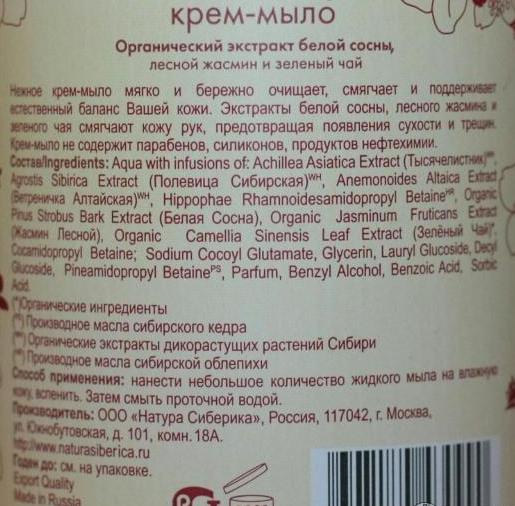 крем-мыло
Органический экстракт белой сосны,
лесной жасмин и зеленый чай
Нежное крем-мыло мягко и бережно очищает, смягчает и поддерживает
естественный баланс Вашей кожи. Экстракты белой сосны, лесного жасмина и
зеленого чая смягчают кожу рук, предотвращая появления сухости и трещин.
Крем-мыло не содержит парабенов, силиконов, продуктов нефтехимии.
Состав/Ingredients: Aqua with infusions of: Achillea Asiatica Extract (Тысячелистник)
Agrostis Sibirica Extract (Полевица Сибирская)WH, Anemonoides Altaica Extract
(Ветреничка Алтайская)WH, Hippophae Rhamnoidesamidopropyl BetaineHR, Organic
Pinus Strobus Bark Extract (Белая Сосна), Organic Jasminum Fruticans Extract
(Жасмин Лесной), Organic Camellia Sinensis Leaf Extract (Зелёный Чай)*,
Cocamidopropyl Betaine; Sodium Cocoyl Glutamate, Glycerin, Lauryl Glucoside, Decyl
Glucoside, Pineamidopropyl BetainePS, Parfum, Benzyl Alcohol, Benzoic Acid, Sorbic
Acid.
(*)Органические ингредиенты
Производное масла сибирского кедра
Органические экстракты дикорастущих растений Сибири
Производное масла сибирской облепихи
Способ применения: нанести небольшое количество жидкого мыла на влажную
кожу, вспенить. Затем смыть проточной водой.
Производитель: ООО «Натура Сиберика», Россия, 117042, г. Москва,
ул. Южнобутовская, д. 101, комн. 18А.
http://www.naturasiberica.ru
Годен до: см. на упаковке.
Export Quality
Made in Russia